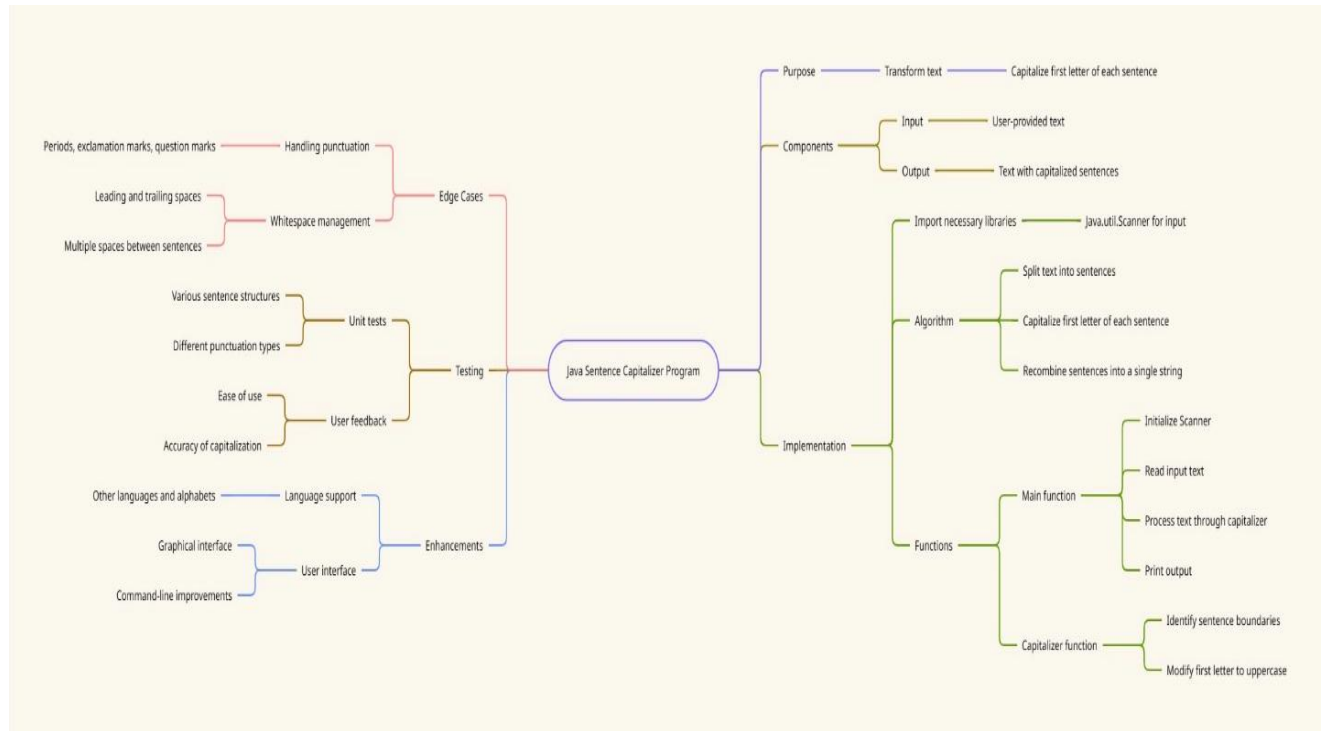 Java Sentence Capitalizer Program
Purpose
Transform text
Capitalize first letter of each sentence
Components
Input
User-provided text
Output
Text with capitalized sentences
Implementation
Import necessary libraries
Java.util.Scanner for input
Algorithm
Split text into sentences
Capitalize first letter of each sentence
Recombine sentences into a single string
Functions
Main function
Initialize Scanner
Read input text
Process text through capitalizer
Print output
Capitalizer function
Identify sentence boundaries
Modify first letter to uppercase
Edge Cases
Handling punctuation
Periods, exclamation marks, question marks
Whitespace management
Leading and trailing spaces
Multiple spaces between sentences
Testing
Unit tests
Various sentence structures
Different punctuation types
User feedback
Ease of use
Accuracy of capitalization
Enhancements
Language support
Other languages and alphabets
User interface
Graphical interface
Command-line improvements